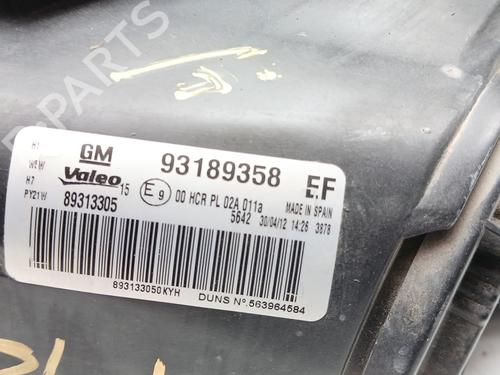 B-PARTS
H1
W5W
H7
PY21W
GM
Valeo
15
89313305
93189358
EF
E9
00 HCR PL 02A 011a
MADE IN SPAIN
5642 30/04/12 14:26 3878
893133050KYH
DUNS Nº.563964584